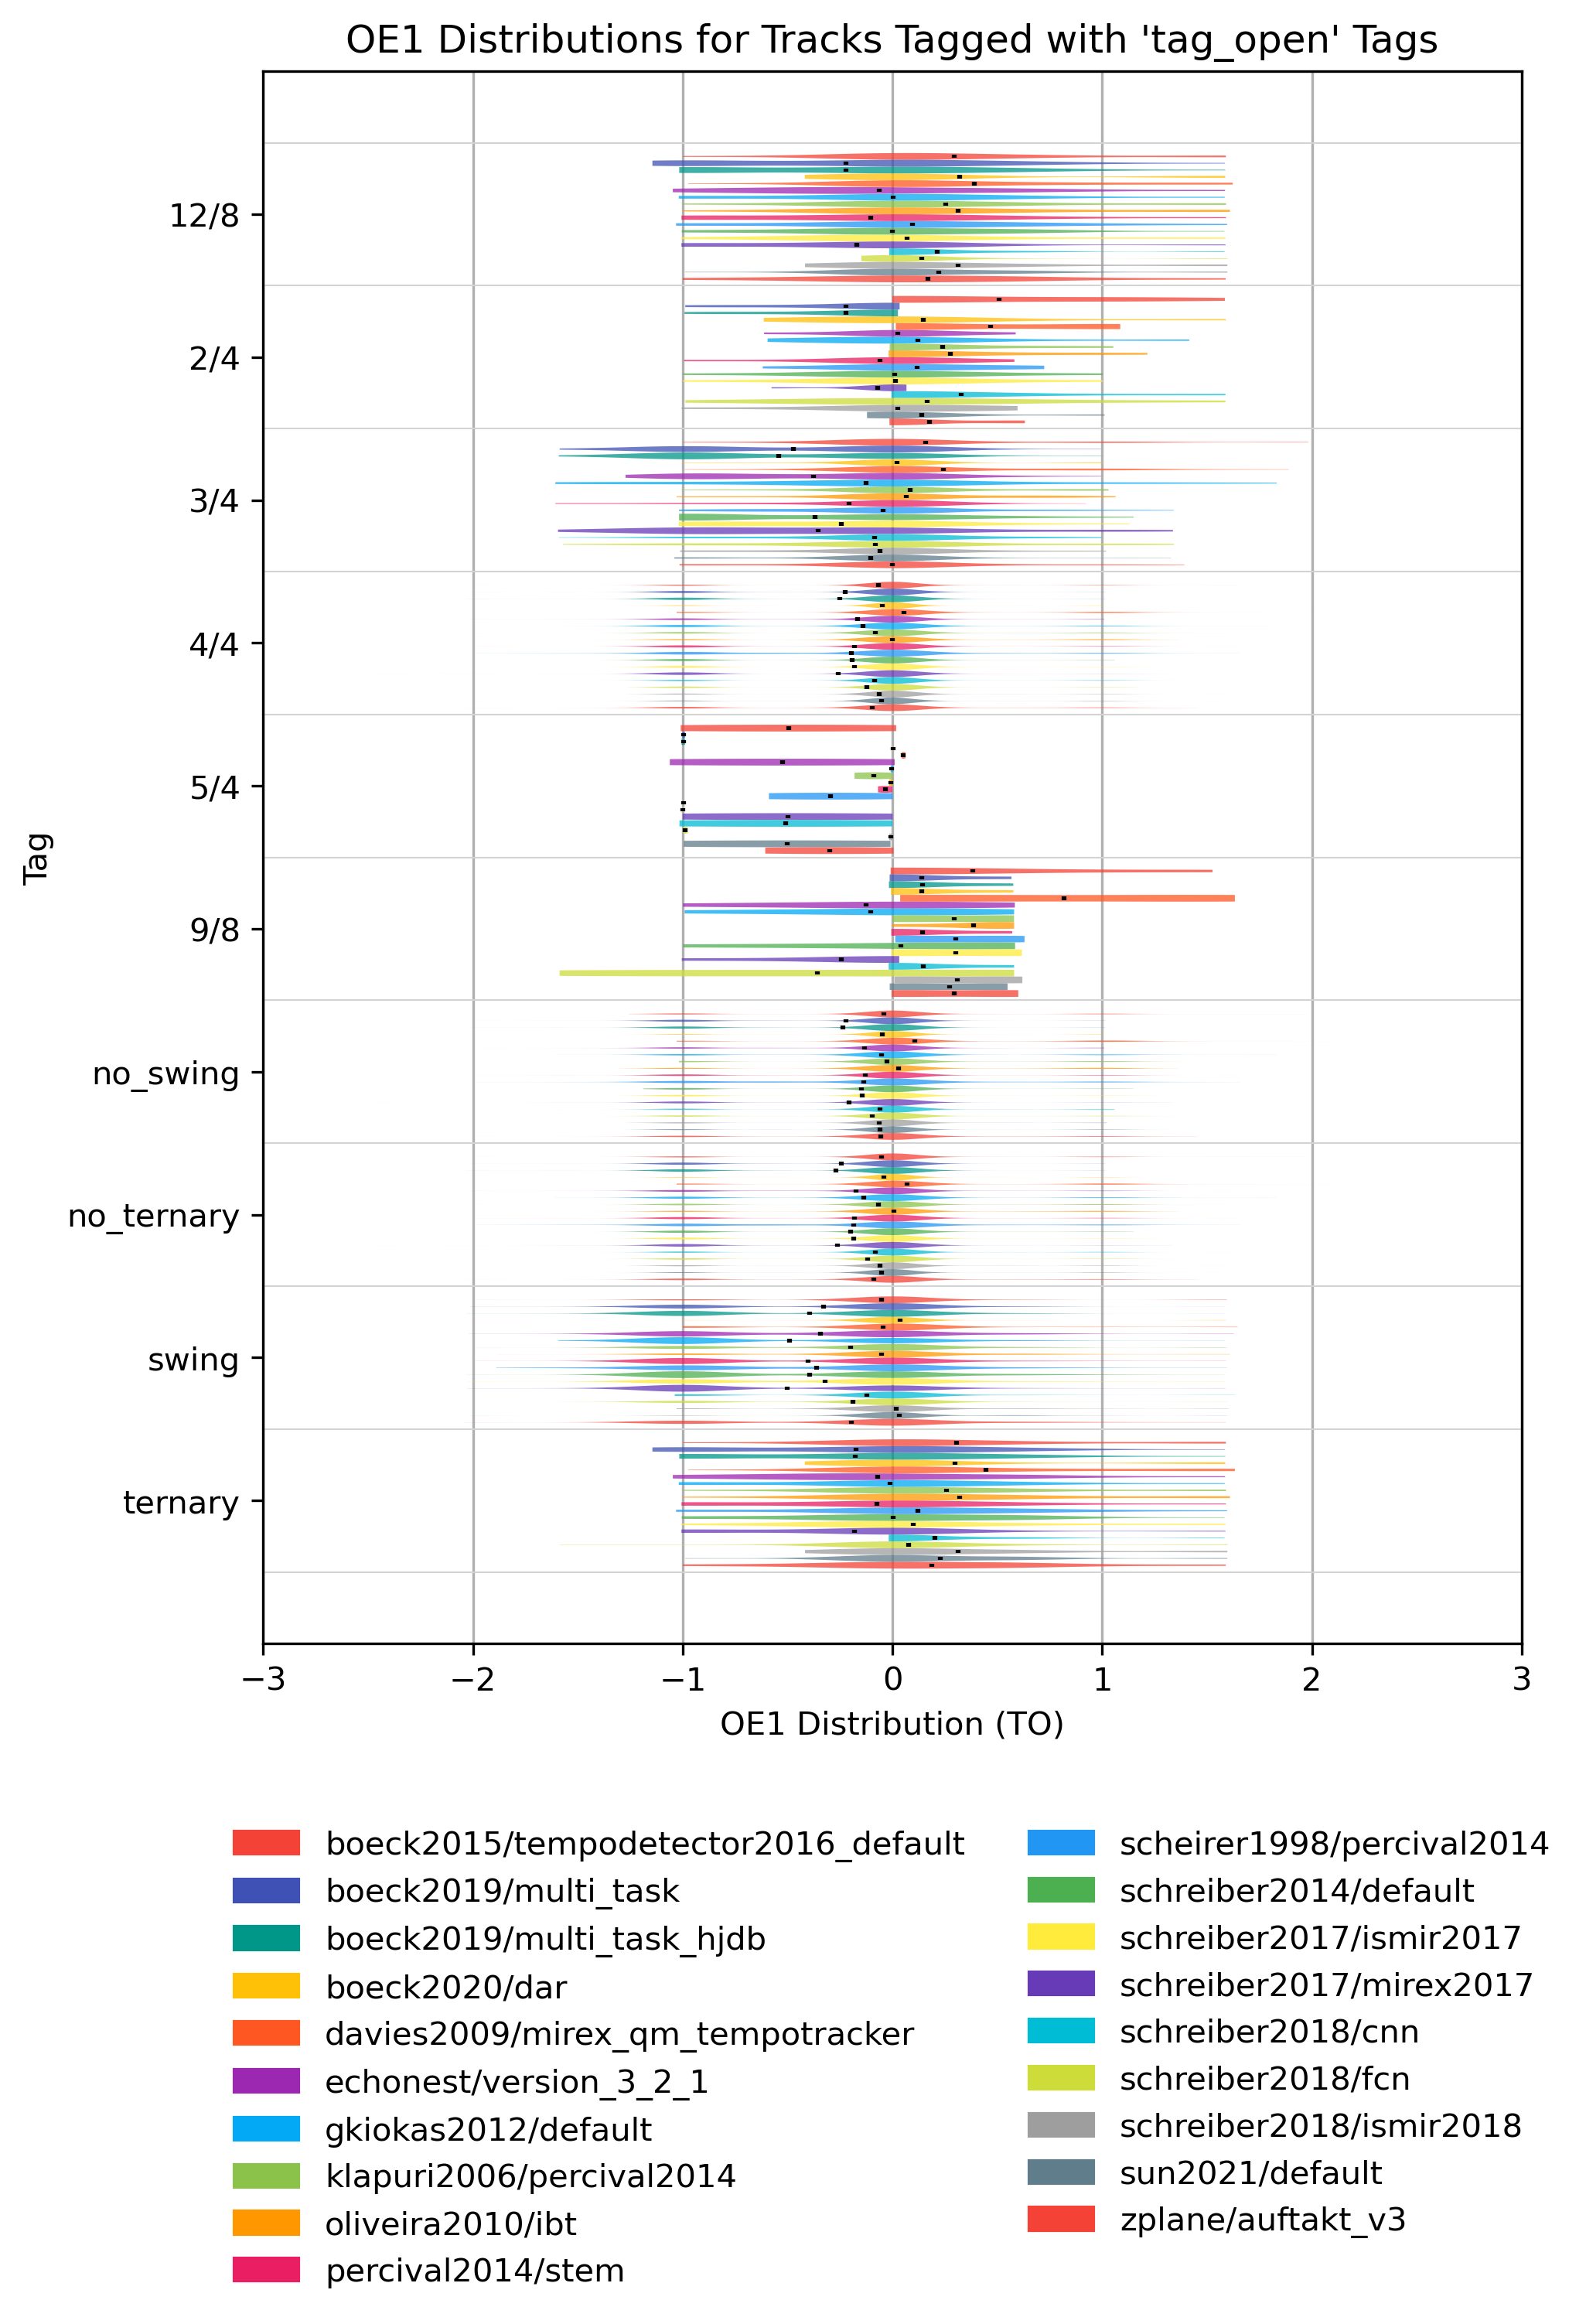 OE1 Distributions for Tracks Tagged with 'tag_open' Tags
Tag
12/8
2/4
3/4
4/4
5/4
9/8
no_swing
no_ternary
swing
ternary
−3 −2 −1 0 1 2 3
OE1 Distribution (TO)
boeck2015/tempodetector2016_default
boeck2019/multi_task
boeck2019/multi_task_hjdb
boeck2020/dar
davies2009/mirex_qm_tempotracker
echonest/version_3_2_1
gkiokas2012/default
klapuri2006/percival2014
oliveira2010/ibt
percival2014/stem
scheirer1998/percival2014
schreiber2014/default
schreiber2017/ismir2017
schreiber2017/mirex2017
schreiber2018/cnn
schreiber2018/fcn
schreiber2018/ismir2018
sun2021/default
zplane/auftakt_v3